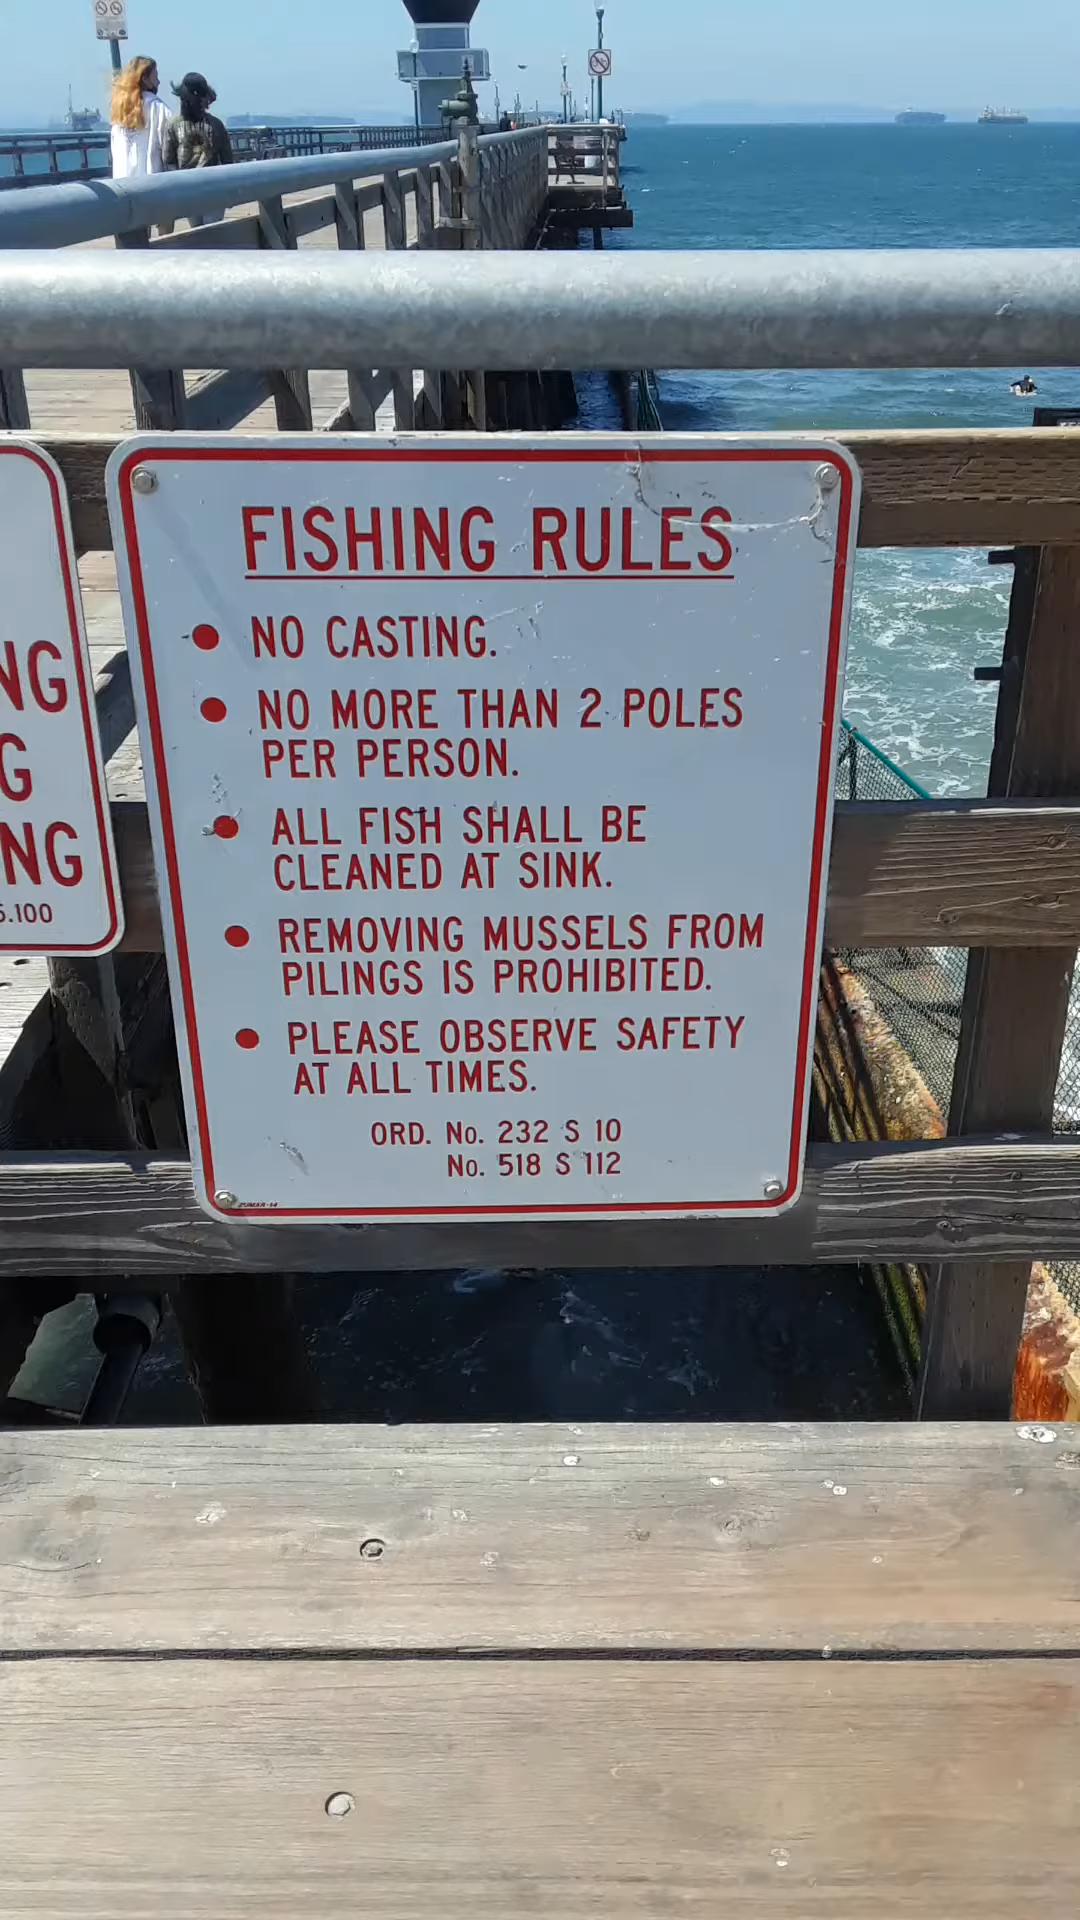 NG
G
NG
5.100
FISHING RULES
● NO CASTING.
● NO MORE THAN 2 POLES
PER PERSON.
● ALL FISH SHALL BE
CLEANED AT SINK.
● REMOVING MUSSELS FROM
PILINGS IS PROHIBITED.
● PLEASE OBSERVE SAFETY
AT ALL TIMES.
ORD. No. 232 S 10
No. 518 S 112
ZUMAR-14